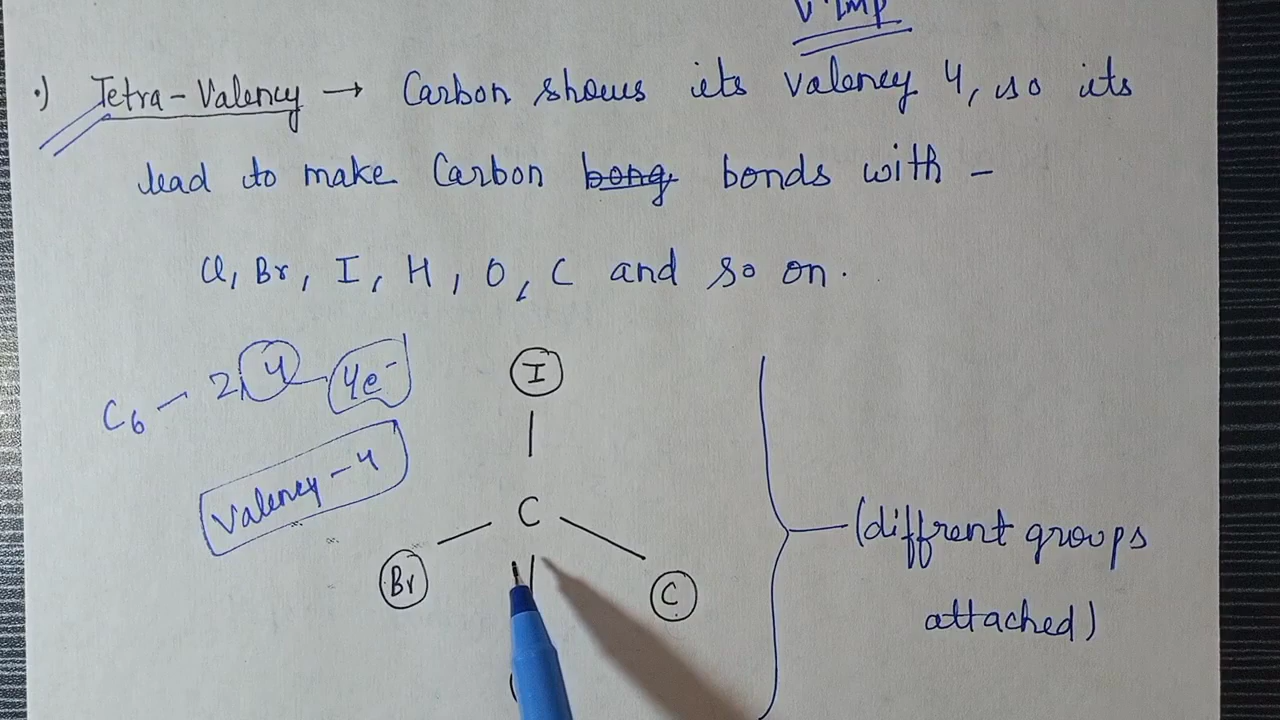 V. Imp
.) Tetra-Valency → Carbon shows its valency 4, so its
lead to make Carbon bong bonds with -
Cl, Br, I, H, O, C and so on.
C6 - 2,4 - 4e-
Valency - 4
I
C
Br
C
(diffrent groups
attached)